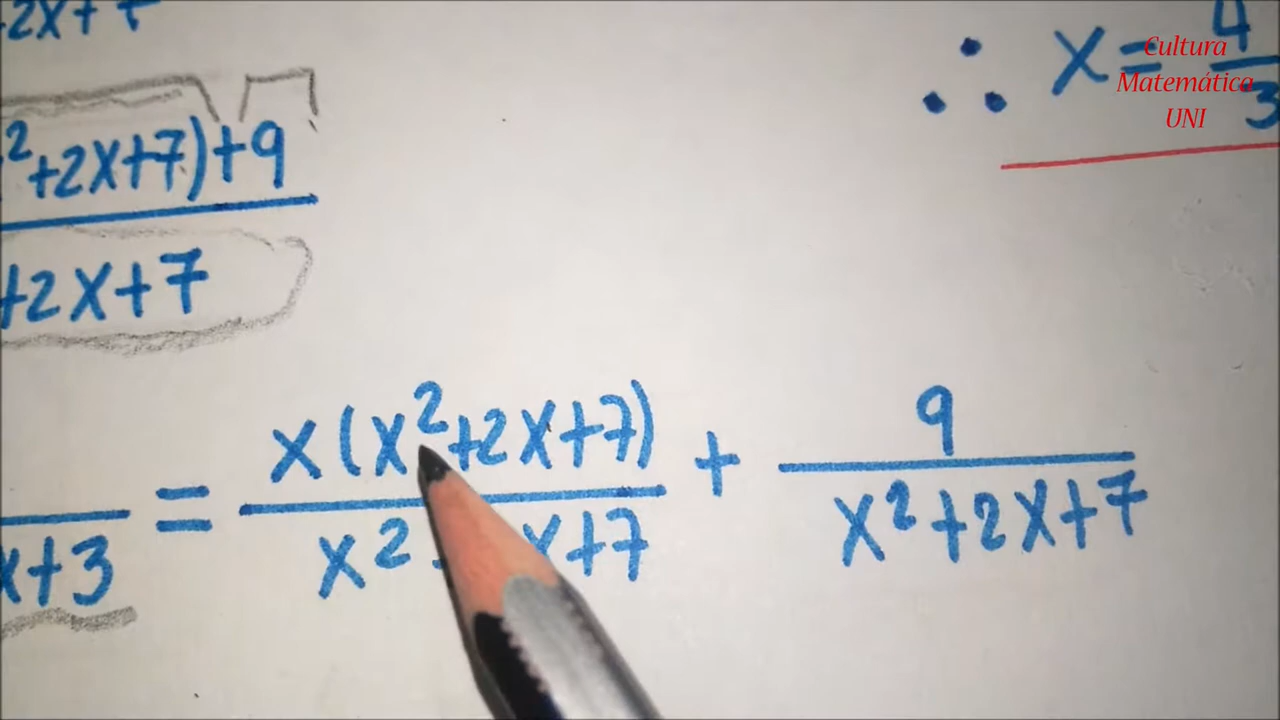 2x+7
∴ x = 4/3
Cultura
Matemática
UNI
²+2x+7)+9
+2x+7
x+3 = x(x²+2x+7)/x² x+7 + 9/x²+2x+7